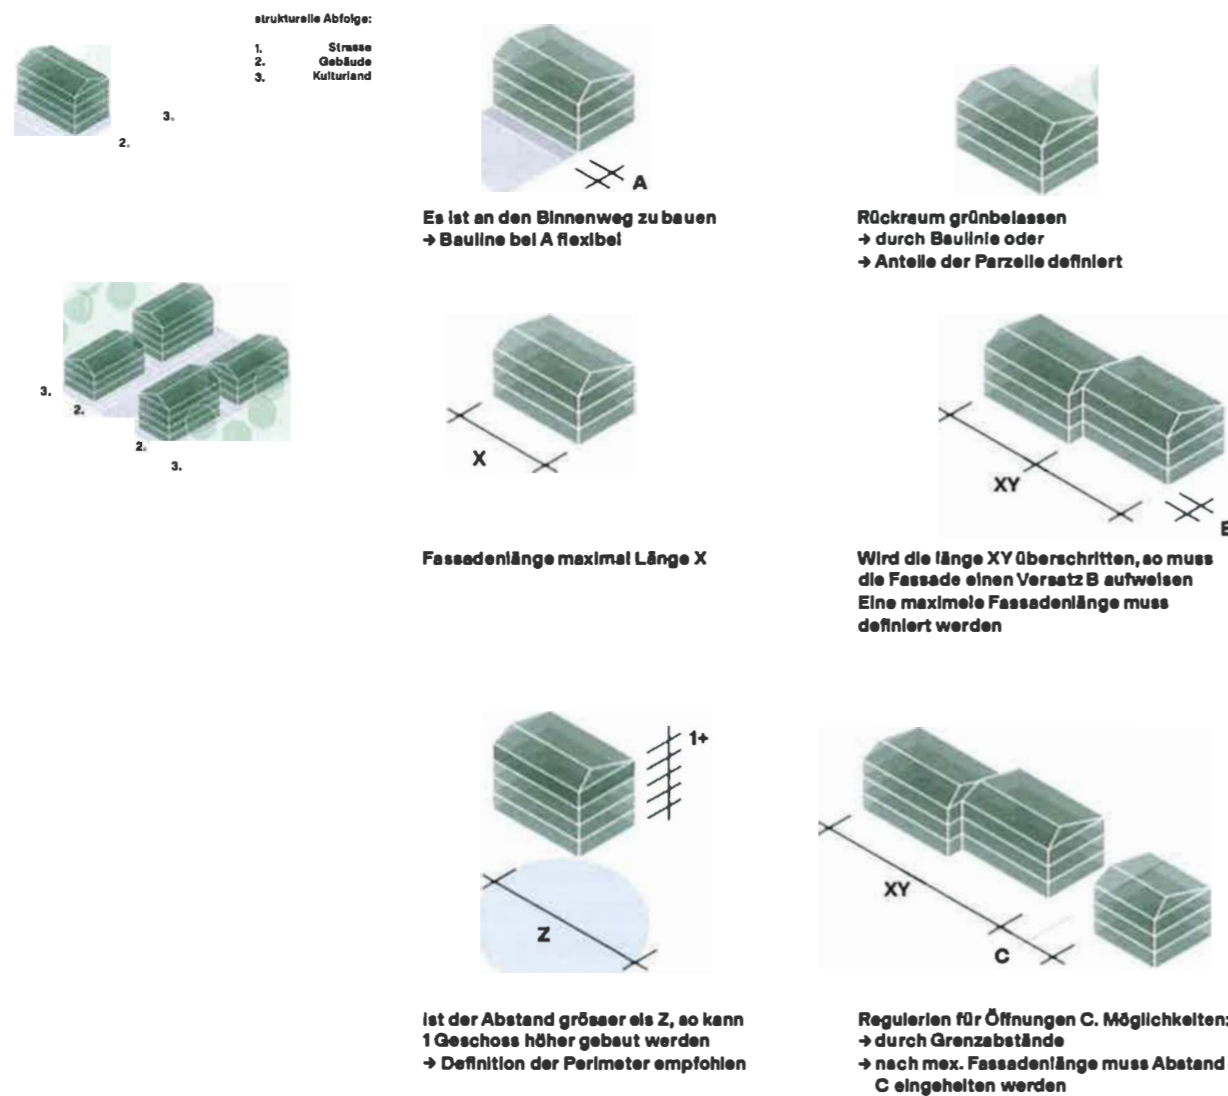 strukturelle Abfolge:
1. Strasse
2. Gebäude
3. Kulturland
3.
2.
A
Es ist an den Binnenweg zu bauen
→ Bauline bei A flexibel
Rückraum grünbelassen
→ durch Baulinie oder
→ Anteile der Parzelle definiert
3.
2.
2.
3.
X
Fassadenlänge maximal Länge X
XY
B
Wird die länge XY überschritten, so muss
die Fassade einen Versatz B aufweisen
Eine maximale Fassadenlänge muss
definiert werden
1+
Z
Ist der Abstand grösser als Z, so kann
1 Geschoss höher gebaut werden
→ Definition der Perimeter empfohlen
XY
C
Regularien für Öffnungen C. Möglichkeiten:
→ durch Grenzabstände
→ nach max. Fassadenlänge muss Abstand
C eingehalten werden